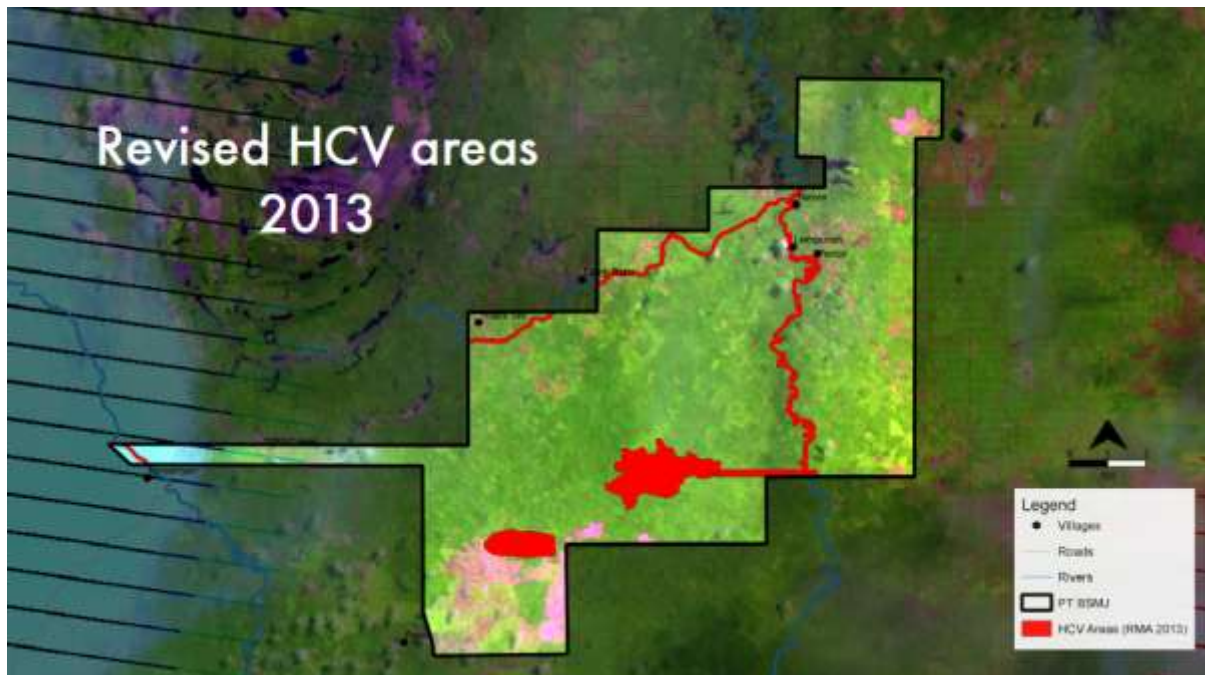 Revised HCV areas
2013
Legend
Villages
Roads
Rivers
PT BSMJ
HCV Areas (RMA 2013)